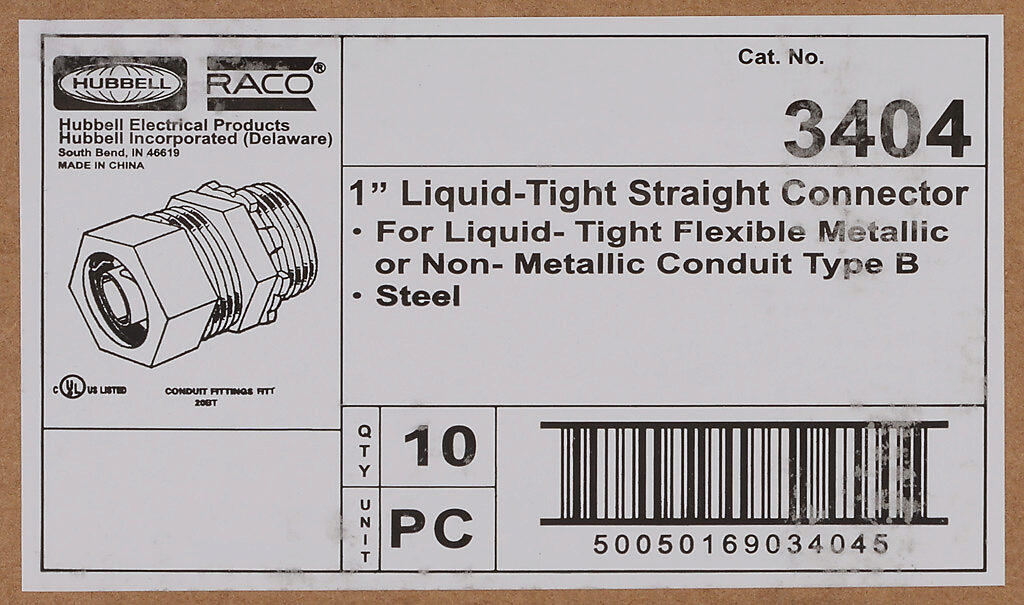 HUBBELL RACO®
Hubbell Electrical Products
Hubbell Incorporated (Delaware)
South Bend, IN 46619
MADE IN CHINA
Cat. No.
3404
1” Liquid-Tight Straight Connector
• For Liquid- Tight Flexible Metallic
or Non- Metallic Conduit Type B
• Steel
C UL US LISTED
CONDUIT FITTINGS FITT
20BT
QTY
10
UNIT
PC
50050169034045